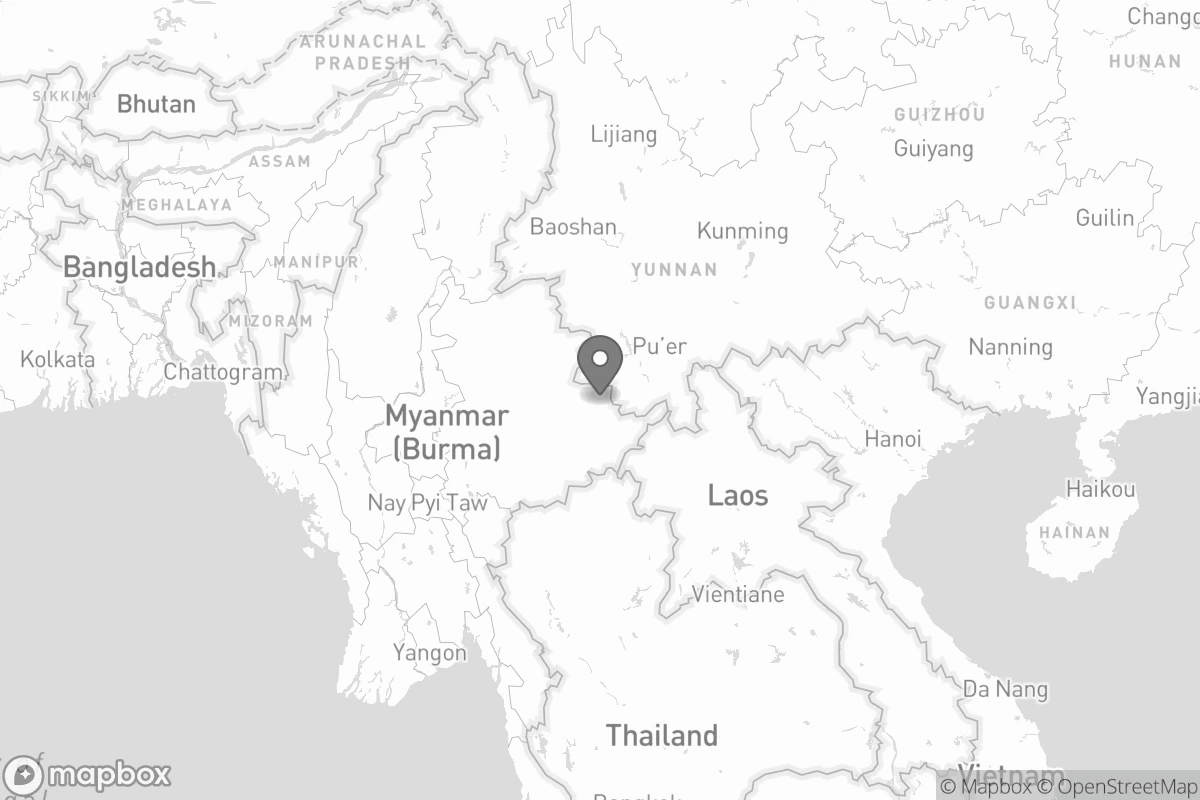 Changd
ARUNACHAL
PRADESH
HUNAN
SIKKIM
Bhutan
GUIZHOU
Lijiang
Guiyang
ASSAM
MEGHALAYA
Guilin
Baoshan
Kunming
Bangladesh
MANIPUR
YUNNAN
GUANGXI
MIZORAM
Pu’er
Nanning
Kolkata
Chattogram
Yangjia
Myanmar
(Burma)
Hanoi
Laos
Haikou
Nay Pyi Taw
HAINAN
Vientiane
Yangon
Da Nang
Thailand
Vietnam
mapbox
© Mapbox © OpenStreetMap